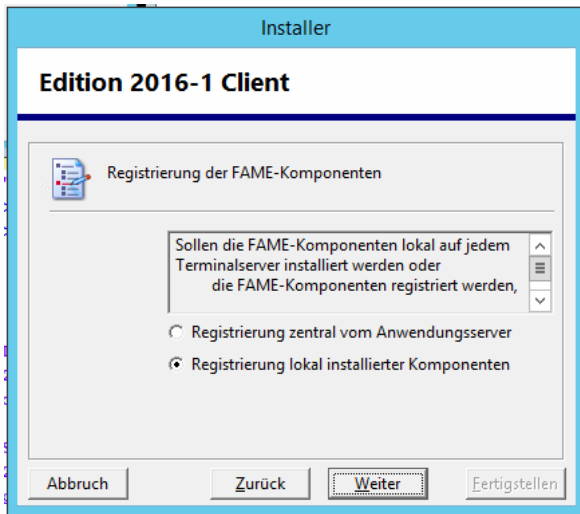 Installer
Edition 2016-1 Client
Registrierung der FAME-Komponenten
Sollen die FAME-Komponenten lokal auf jedem
Terminalserver installiert werden oder
die FAME-Komponenten registriert werden,
Registrierung zentral vom Anwendungsserver
Registrierung lokal installierter Komponenten
Abbruch Zurück Weiter Fertigstellen